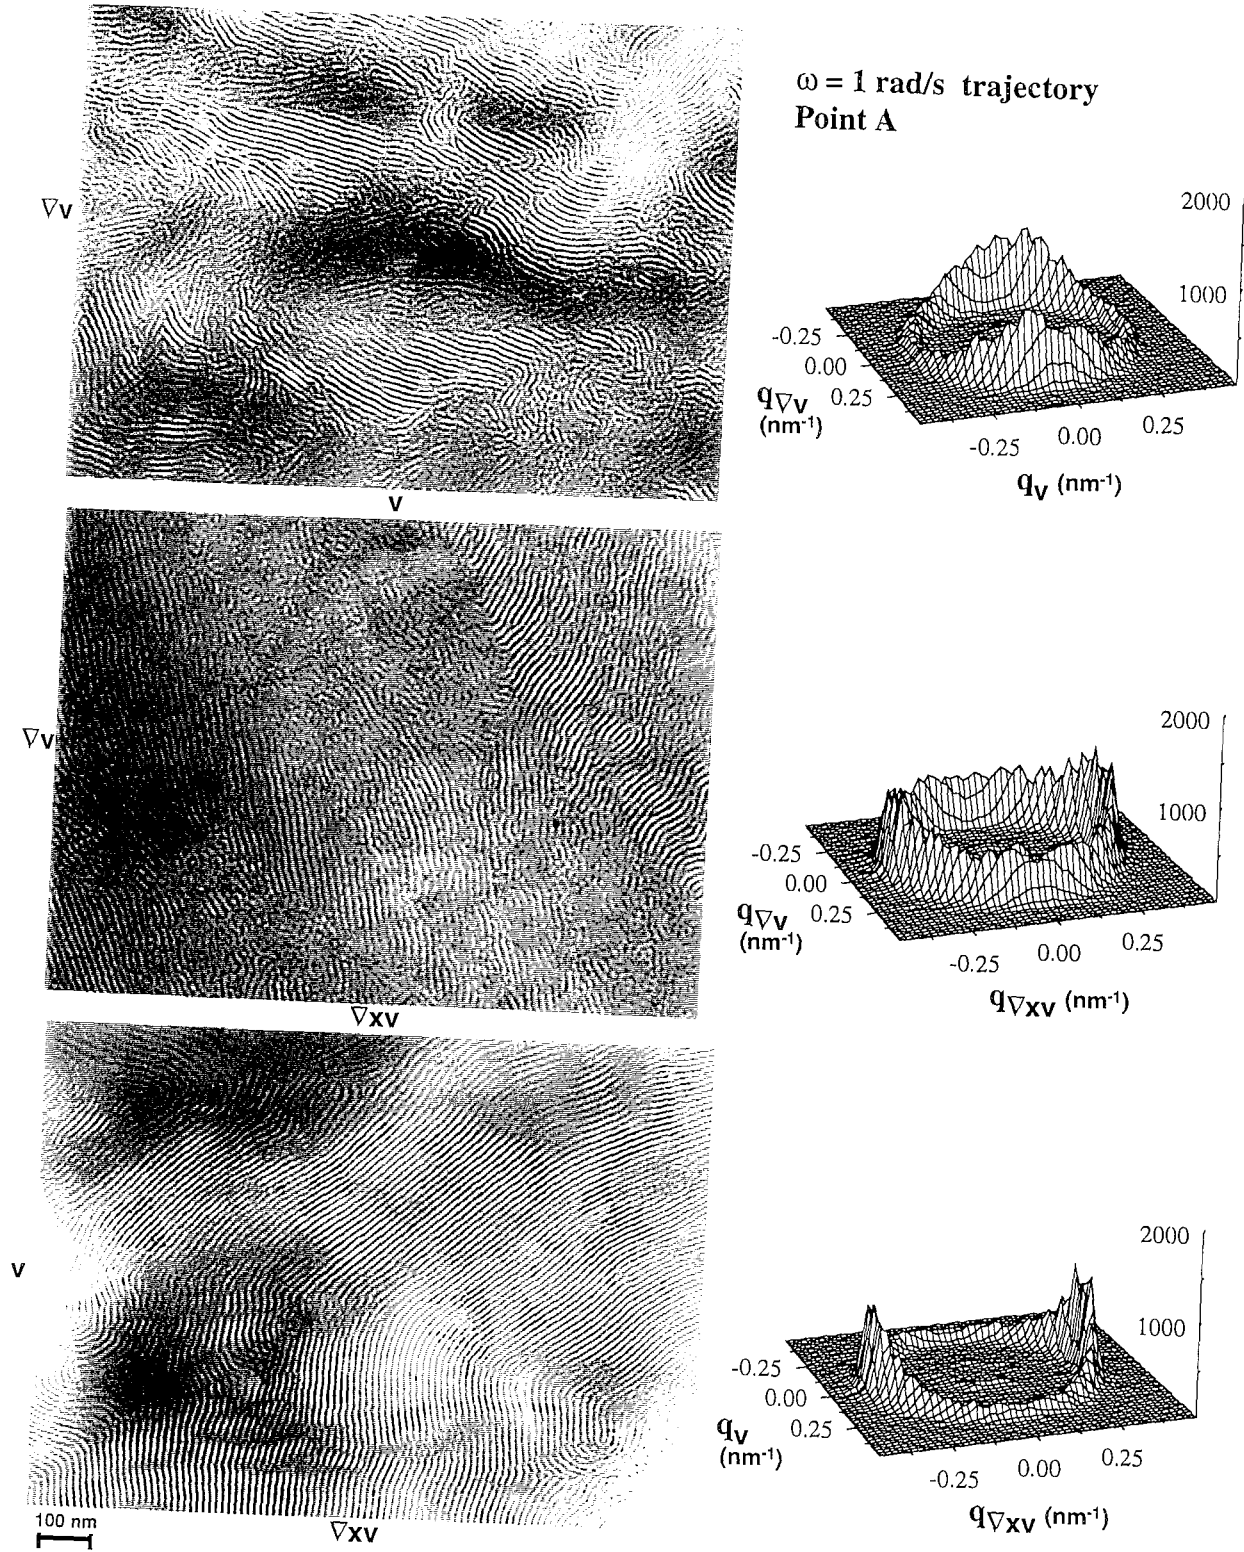 ω = 1 rad/s trajectory
Point A
∇v
v
2000
1000
-0.25
0.00
0.25
q∇v
(nm-1)
-0.25
0.00
0.25
qv (nm-1)
∇v
∇xv
2000
1000
-0.25
0.00
0.25
q∇v
(nm-1)
-0.25
0.00
0.25
q∇xv (nm-1)
v
∇xv
100 nm
2000
1000
-0.25
0.00
0.25
qv
(nm-1)
-0.25
0.00
0.25
q∇xv (nm-1)